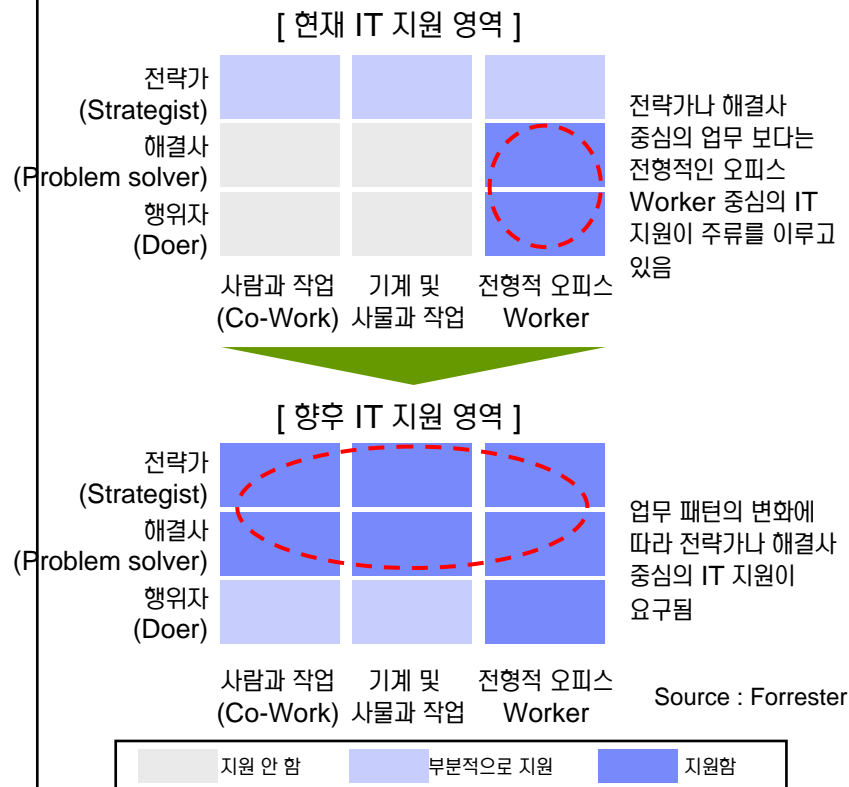 [ 현재 IT 지원 영역 ]
전략가
(Strategist)
해결사
(Problem solver)
행위자
(Doer)
사람과 작업
(Co-Work)
기계 및
사물과 작업
전형적 오피스
Worker
전략가나 해결사
중심의 업무 보다는
전형적인 오피스
Worker 중심의 IT
지원이 주류를 이루고
있음
[ 향후 IT 지원 영역 ]
전략가
(Strategist)
해결사
(Problem solver)
행위자
(Doer)
사람과 작업
(Co-Work)
기계 및
사물과 작업
전형적 오피스
Worker
업무 패턴의 변화에
따라 전략가나 해결사
중심의 IT 지원이
요구됨
Source : Forrester
지원 안 함
부분적으로 지원
지원함